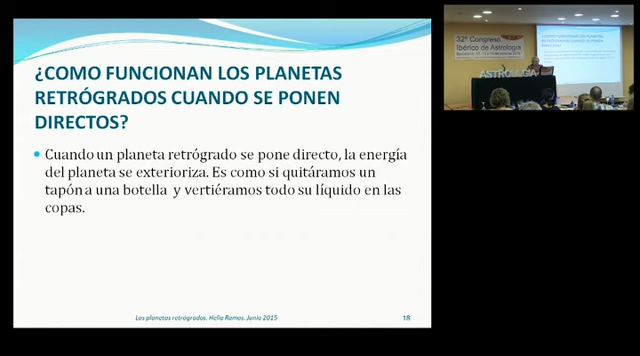 ¿COMO FUNCIONAN LOS PLANETAS
RETRÓGRADOS CUANDO SE PONEN
DIRECTOS?
Cuando un planeta retrógrado se pone directo, la energía
del planeta se exterioriza. Es como si quitáramos un
tapón a una botella y vertiéramos todo su líquido en las
copas.
Los planetas retrógrados. Helia Ramos. Junio 2015
18
32º Congreso
Ibérico de Astrología
ASTROLOGIA